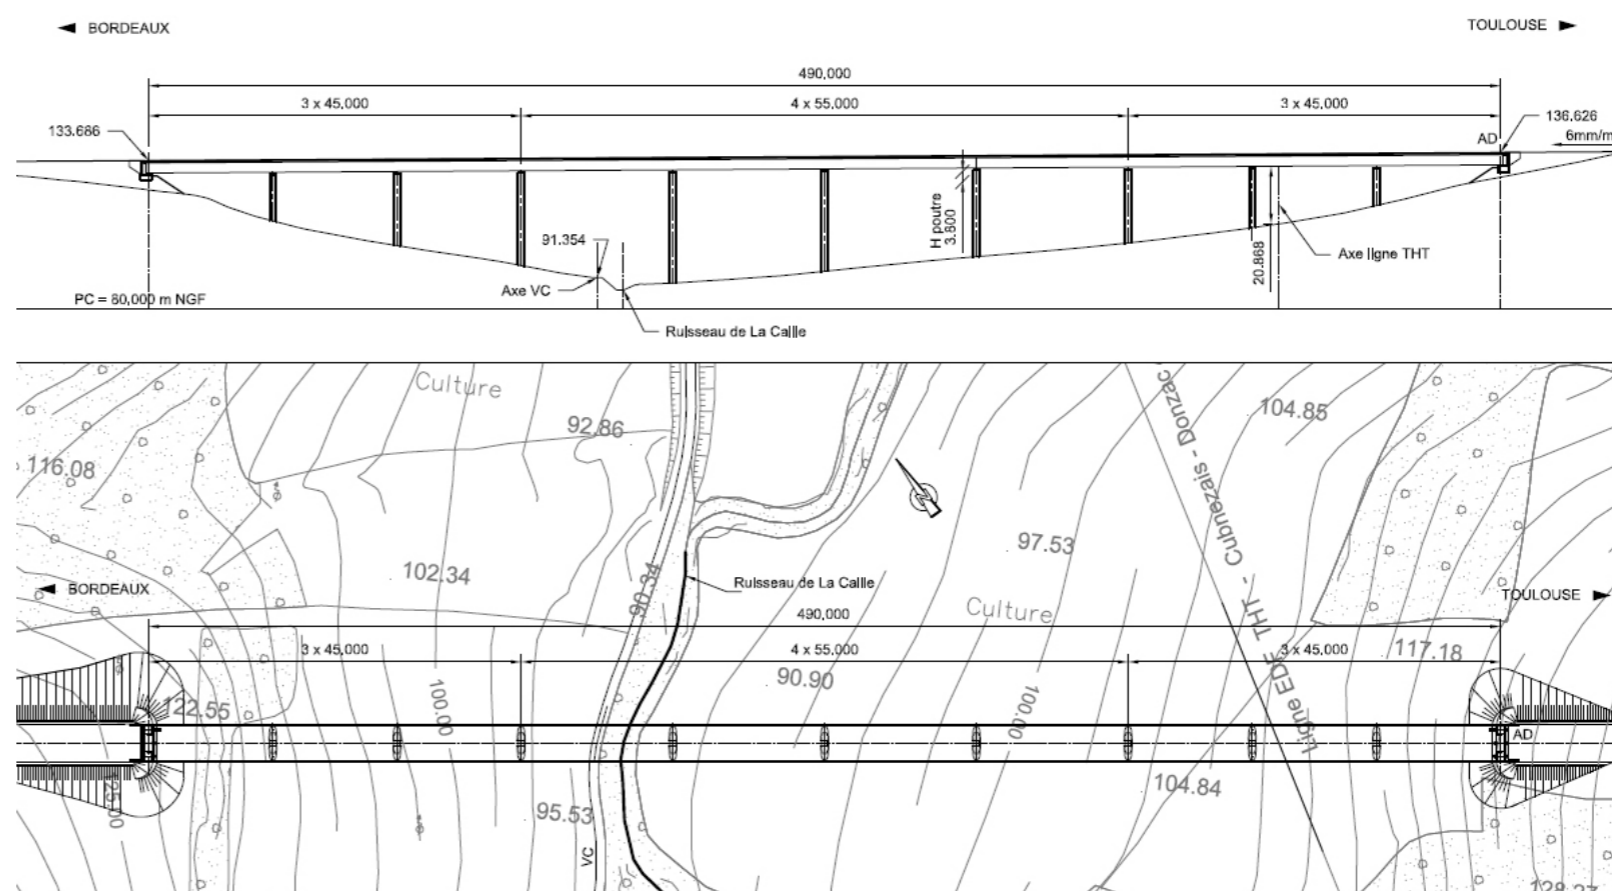 BORDEAUX
TOULOUSE
490,000
3 x 45,000
4 x 55,000
3 x 45,000
133.686
136.626
6mm/m
AD
H poutre
3.800
91.354
Axe VC
20.868
Axe ligne THT
PC = 80,000 m NGF
Ruisseau de La Caille
Culture
92.86
104.85
116.08
Ligne EDF THT - Cubnezais - Donzac
97.53
102.34
90.34
Ruisseau de La Caille
BORDEAUX
Culture
TOULOUSE
490,000
3 x 45,000
4 x 55,000
3 x 45,000
117.18
90.90
122.55
100.00
100.00
AD
125.00
104.84
95.53
VC